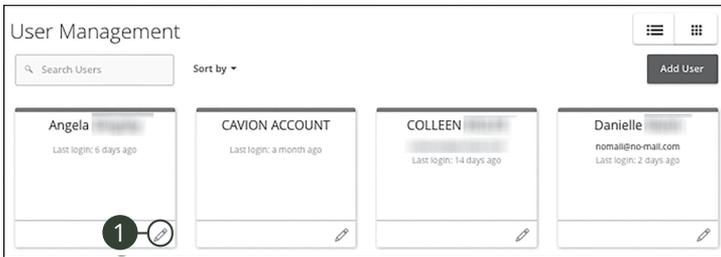 User Management
Search Users
Sort by
Add User
Angela
Last login: 6 days ago
CAVION ACCOUNT
Last login: a month ago
COLLEEN
Last login: 14 days ago
Danielle
nomail@no-mail.com
Last login: 2 days ago
1